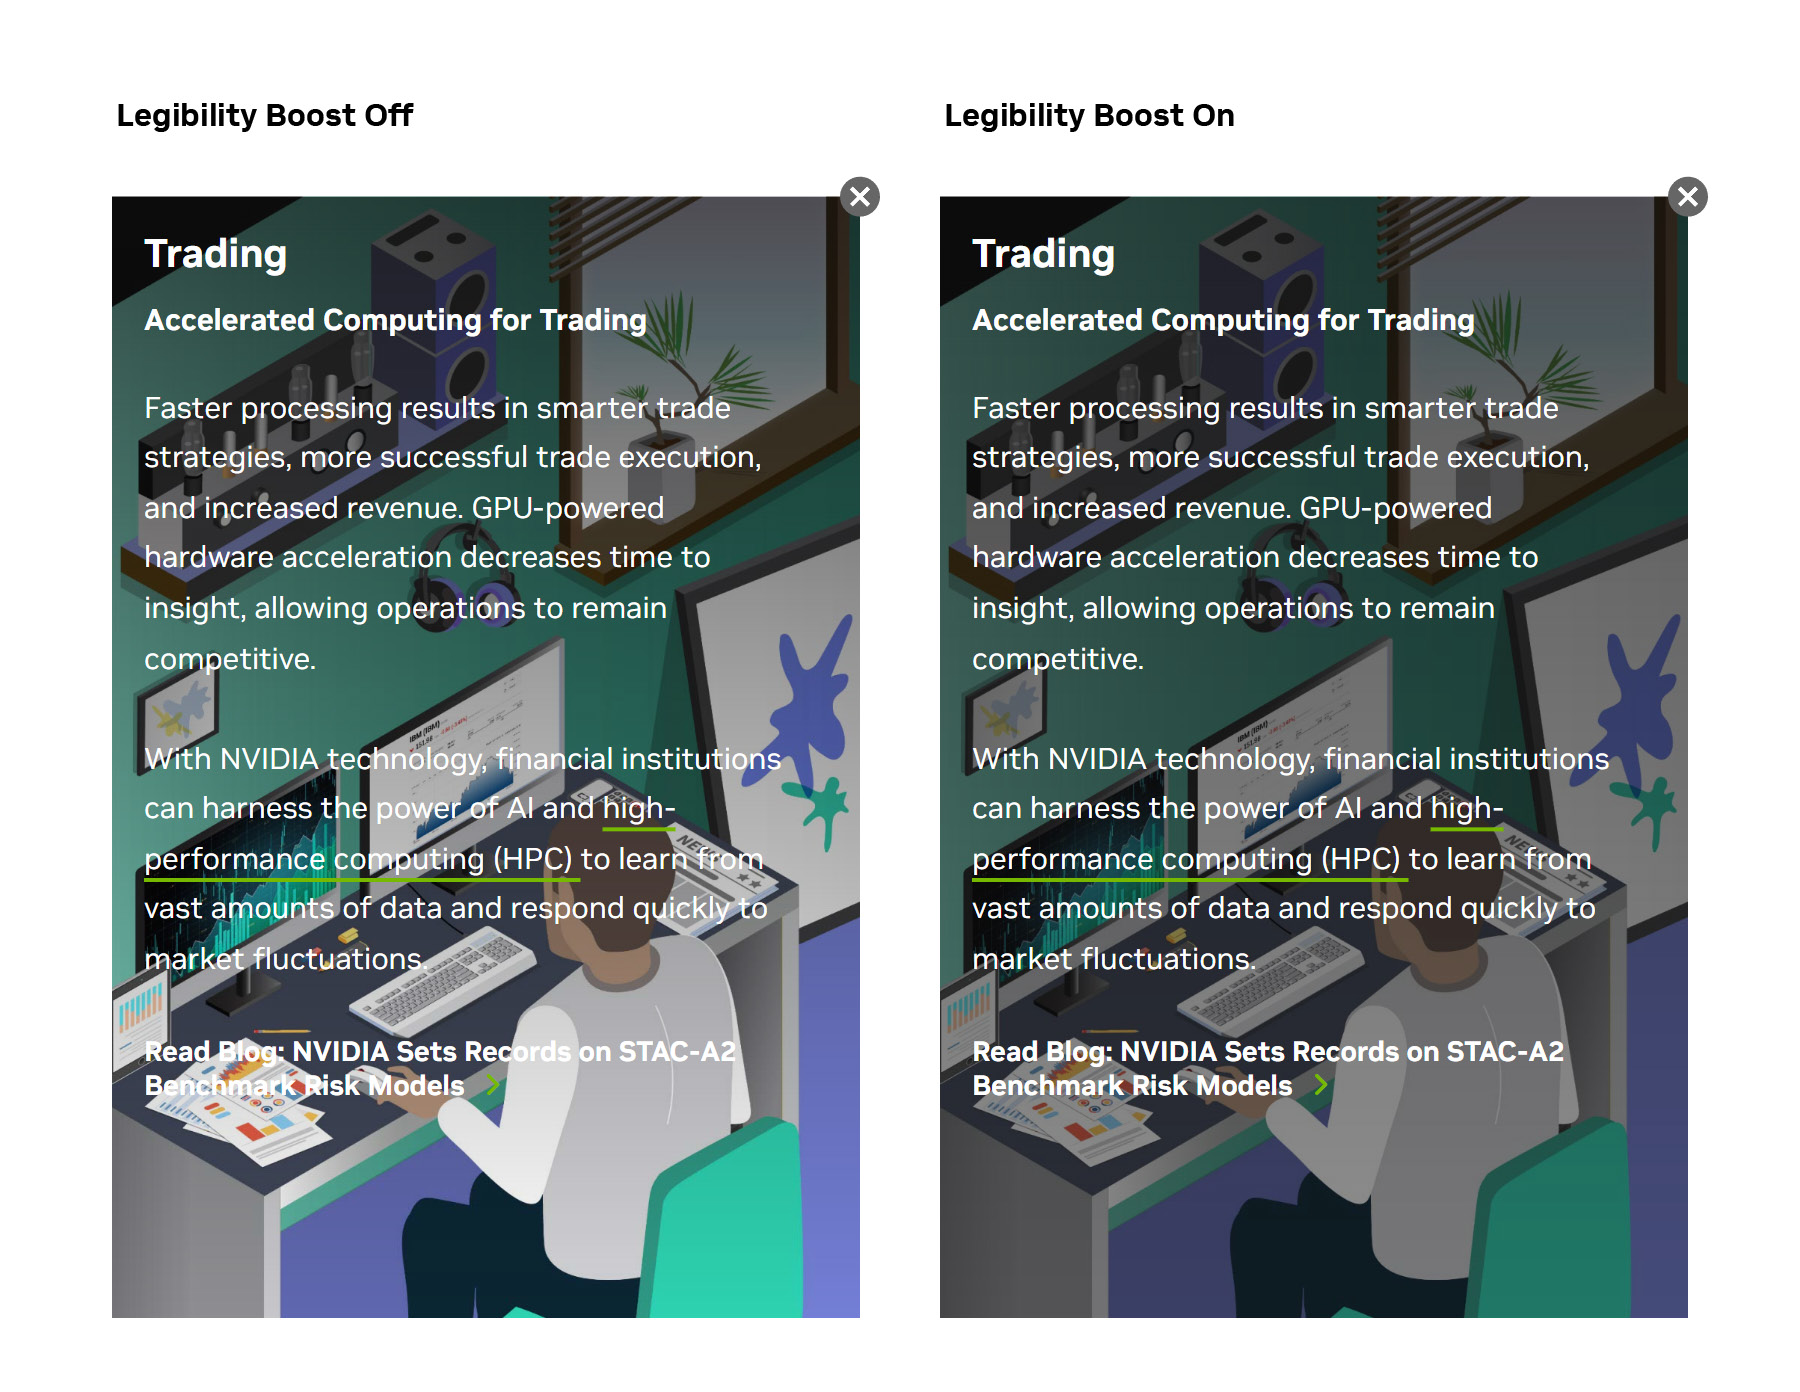 Legibility Boost Off
Trading
Accelerated Computing for Trading
Faster processing results in smarter trade
strategies, more successful trade execution,
and increased revenue. GPU-powered
hardware acceleration decreases time to
insight, allowing operations to remain
competitive.
IBM (IBM)
With NVIDIA technology, financial institutions
can harness the power of AI and high-
performance computing (HPC) to learn from
vast amounts of data and respond quickly to
market fluctuations.
Read Blog: NVIDIA Sets Records on STAC-A2
Benchmark Risk Models
Legibility Boost On
Trading
Accelerated Computing for Trading
Faster processing results in smarter trade
strategies, more successful trade execution,
and increased revenue. GPU-powered
hardware acceleration decreases time to
insight, allowing operations to remain
competitive.
IBM (IBM)
With NVIDIA technology, financial institutions
can harness the power of AI and high-
performance computing (HPC) to learn from
vast amounts of data and respond quickly to
market fluctuations.
Read Blog: NVIDIA Sets Records on STAC-A2
Benchmark Risk Models